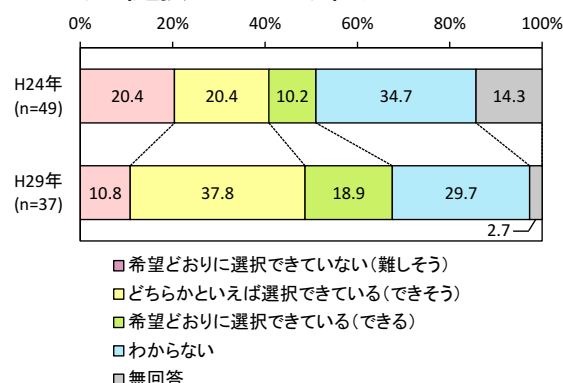 0% 20% 40% 60% 80% 100%
H24年
(n=49)
20.4 20.4 10.2 34.7 14.3
H29年
(n=37)
10.8 37.8 18.9 29.7
2.7
希望どおりに選択できていない(難しそう)
どちらかといえば選択できている(できそう)
希望どおりに選択できている(できる)
わからない
無回答